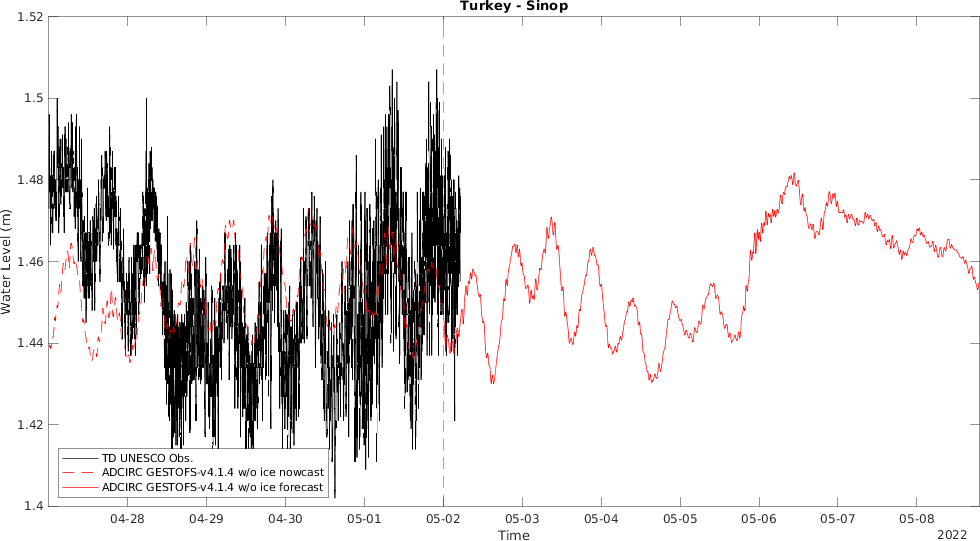 Turkey - Sinop
1.52
1.5
1.48
1.46
1.44
1.42
1.4
Water Level (m)
TD UNESCO Obs.
ADCIRC GESTOFS-v4.1.4 w/o ice nowcast
ADCIRC GESTOFS-v4.1.4 w/o ice forecast
04-28 04-29 04-30 05-01 05-02 05-03 05-04 05-05 05-06 05-07 05-08
Time
2022